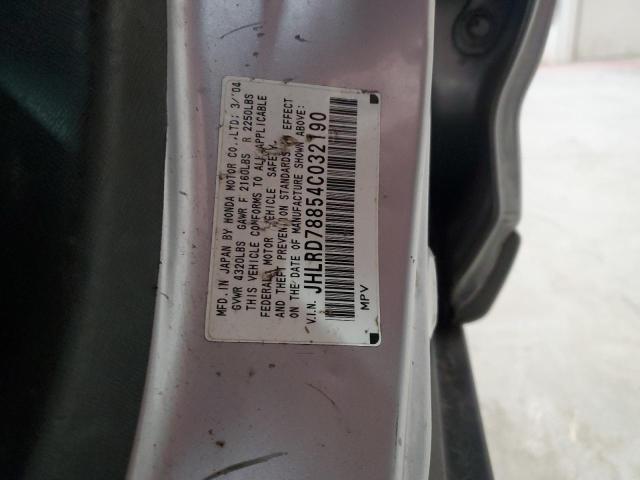 MFD. IN JAPAN BY HONDA MOTOR CO.,LTD; 3/'04
GVWR 4320LBS GAWR F 2160LBS R 2250LBS
THIS VEHICLE CONFORMS TO ALL APPLICABLE
FEDERAL MOTOR VEHICLE SAFETY
AND THEFT PREVENTION STANDARDS IN EFFECT
ON THE DATE OF MANUFACTURE SHOWN ABOVE:
V.I.N. JHLRD78854C032190
MPV